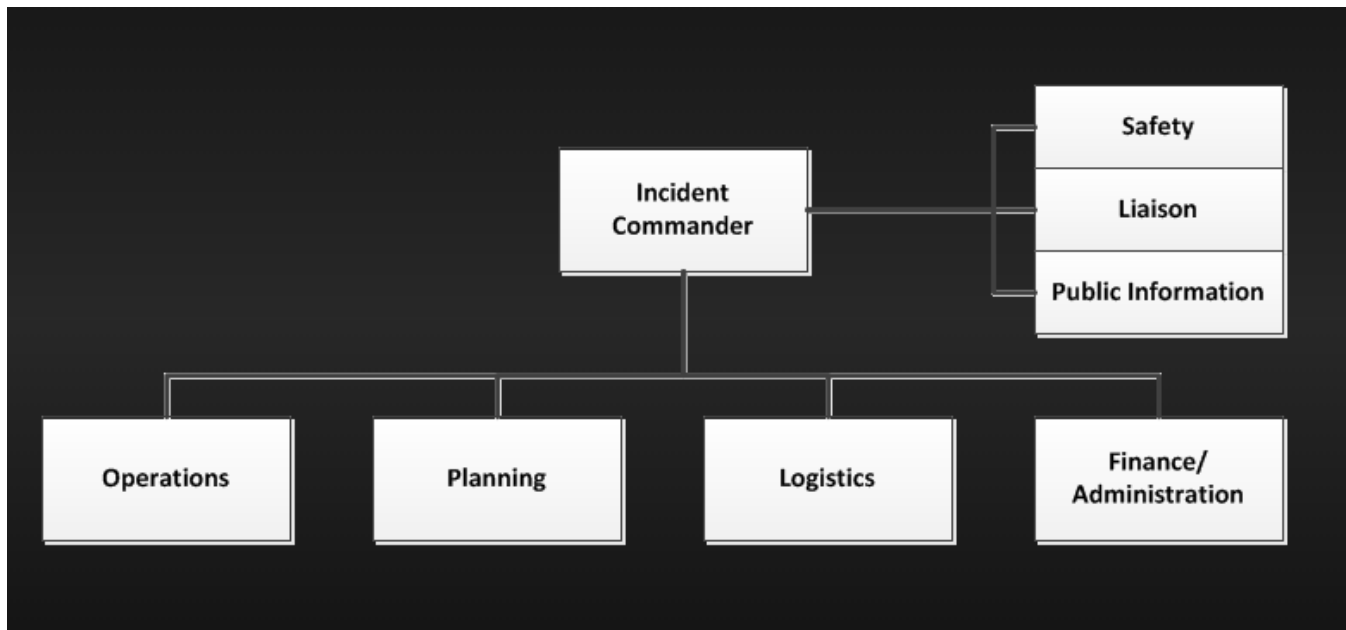 Safety
Incident
Commander
Liaison
Public Information
Operations
Planning
Logistics
Finance/
Administration